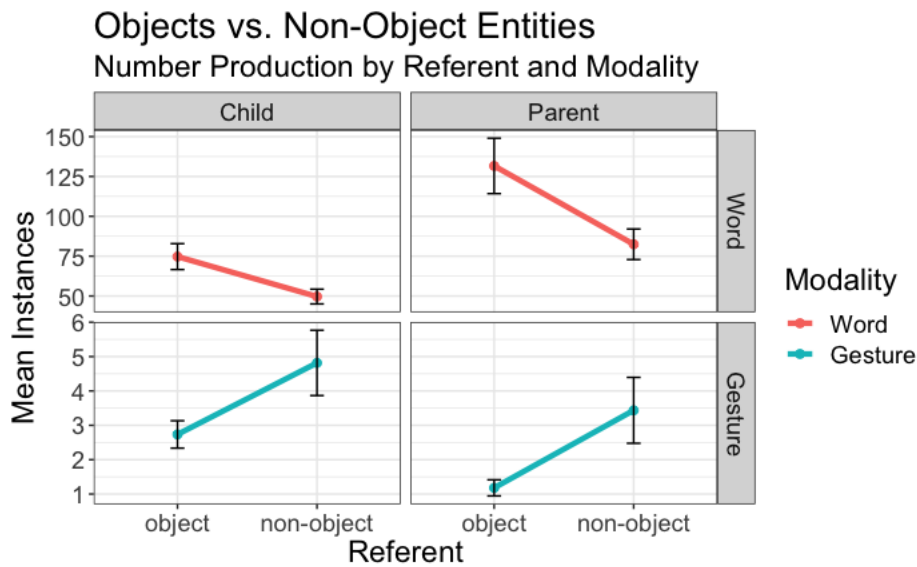 Objects vs. Non-Object Entities
Number Production by Referent and Modality
Child
Parent
Mean Instances
150
125
100
75
50
Word
6
5
4
3
2
1
Gesture
object
non-object
object
non-object
Referent
Modality
Word
Gesture